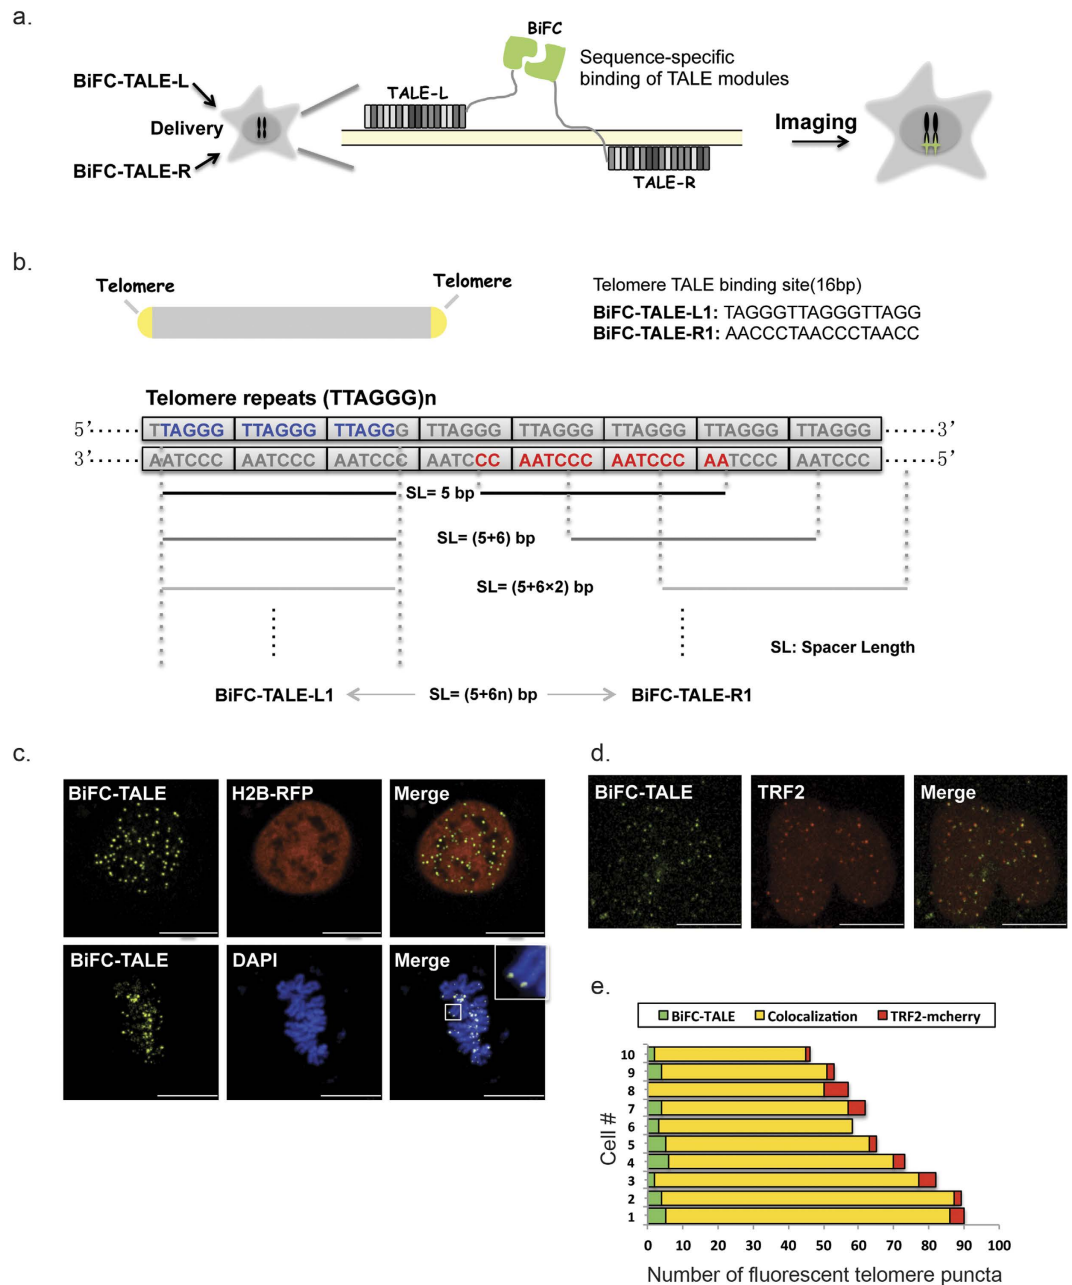 a.
BiFC
BiFC-TALE-L
TALE-L
Sequence-specific
binding of TALE modules
Delivery
Imaging
BiFC-TALE-R
TALE-R
b.
Telomere
Telomere
Telomere TALE binding site(16bp)
BiFC-TALE-L1: TAGGGTTAGGGTTAGG
BiFC-TALE-R1: AACCCTAACCCTAACC
Telomere repeats (TTAGGG)n
5’...... TTAGGG TTAGGG TTAGGG TTAGGG TTAGGG TTAGGG TTAGGG TTAGGG ......3’
3’...... AATCCC AATCCC AATCCC AATCCC AATCCC AATCCC AATCCC AATCCC ......5’
SL= 5 bp
SL= (5+6) bp
SL= (5+6×2) bp
SL: Spacer Length
BiFC-TALE-L1 SL= (5+6n) bp BiFC-TALE-R1
c.
BiFC-TALE H2B-RFP Merge
BiFC-TALE DAPI Merge
d.
BiFC-TALE TRF2 Merge
e.
BiFC-TALE Colocalization TRF2-mcherry
Cell #
10
9
8
7
6
5
4
3
2
1
0 10 20 30 40 50 60 70 80 90 100
Number of fluorescent telomere puncta